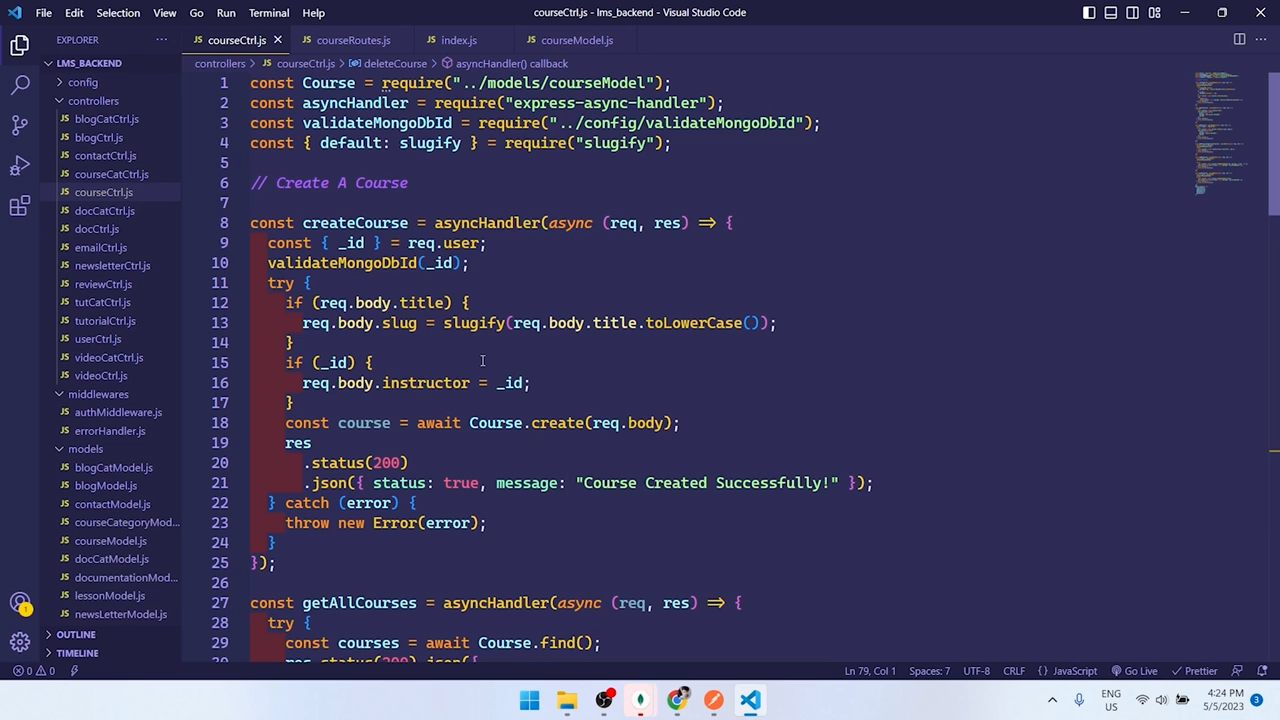 File Edit Selection View Go Run Terminal Help
courseCtrl.js - lms_backend - Visual Studio Code
EXPLORER
courseCtrl.js
courseRoutes.js
index.js
courseModel.js
LMS_BACKEND
config
controllers
blogCatCtrl.js
blogCtrl.js
contactCtrl.js
courseCatCtrl.js
courseCtrl.js
docCatCtrl.js
docCtrl.js
emailCtrl.js
newsletterCtrl.js
reviewCtrl.js
tutCatCtrl.js
tutorialCtrl.js
userCtrl.js
videoCatCtrl.js
videoCtrl.js
middlewares
authMiddleware.js
errorHandler.js
models
blogCatModel.js
blogModel.js
contactModel.js
courseCategoryMod...
courseModel.js
docCatModel.js
documentationMod...
lessonModel.js
newsLetterModel.js
OUTLINE
TIMELINE
controllers > courseCtrl.js > deleteCourse > asyncHandler() callback
1 const Course = require("../models/courseModel");
2 const asyncHandler = require("express-async-handler");
3 const validateMongoDbId = require("../config/validateMongoDbId");
4 const { default: slugify } = require("slugify");
5
6 // Create A Course
7
8 const createCourse = asyncHandler(async (req, res) => {
9 const { _id } = req.user;
10 validateMongoDbId(_id);
11 try {
12 if (req.body.title) {
13 req.body.slug = slugify(req.body.title.toLowerCase());
14 }
15 if (_id) {
16 req.body.instructor = _id;
17 }
18 const course = await Course.create(req.body);
19 res
20 .status(200)
21 .json({ status: true, message: "Course Created Successfully!" });
22 } catch (error) {
23 throw new Error(error);
24 }
25 });
26
27 const getAllCourses = asyncHandler(async (req, res) => {
28 try {
29 const courses = await Course.find();
30 res.status(200).json({
0 0
Ln 79, Col 1 Spaces: 7 UTF-8 CRLF {} JavaScript Go Live Prettier
ENG
US
4:24 PM
5/5/2023
3
1